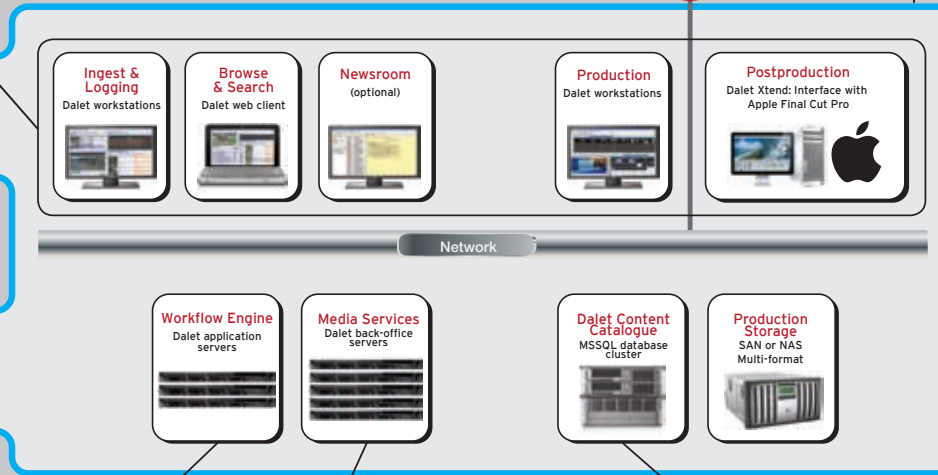 Ingest &
Logging
Dalet workstations
Browse
& Search
Dalet web client
Newsroom
(optional)
Production
Dalet workstations
Postproduction
Dalet Xtend: Interface with
Apple Final Cut Pro
Network
Workflow Engine
Dalet application
servers
Media Services
Dalet back-office
servers
Dalet Content
Catalogue
MSSQL database
cluster
Production
Storage
SAN or NAS
Multi-format